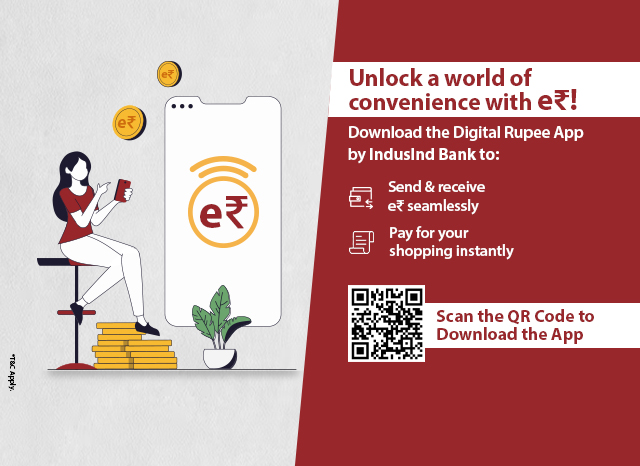 e₹
e₹
e₹
Unlock a world of
convenience with e₹!
Download the Digital Rupee App
by IndusInd Bank to:
Send & receive
e₹ seamlessly
Pay for your
shopping instantly
Scan the QR Code to
Download the App
*T&C Apply.